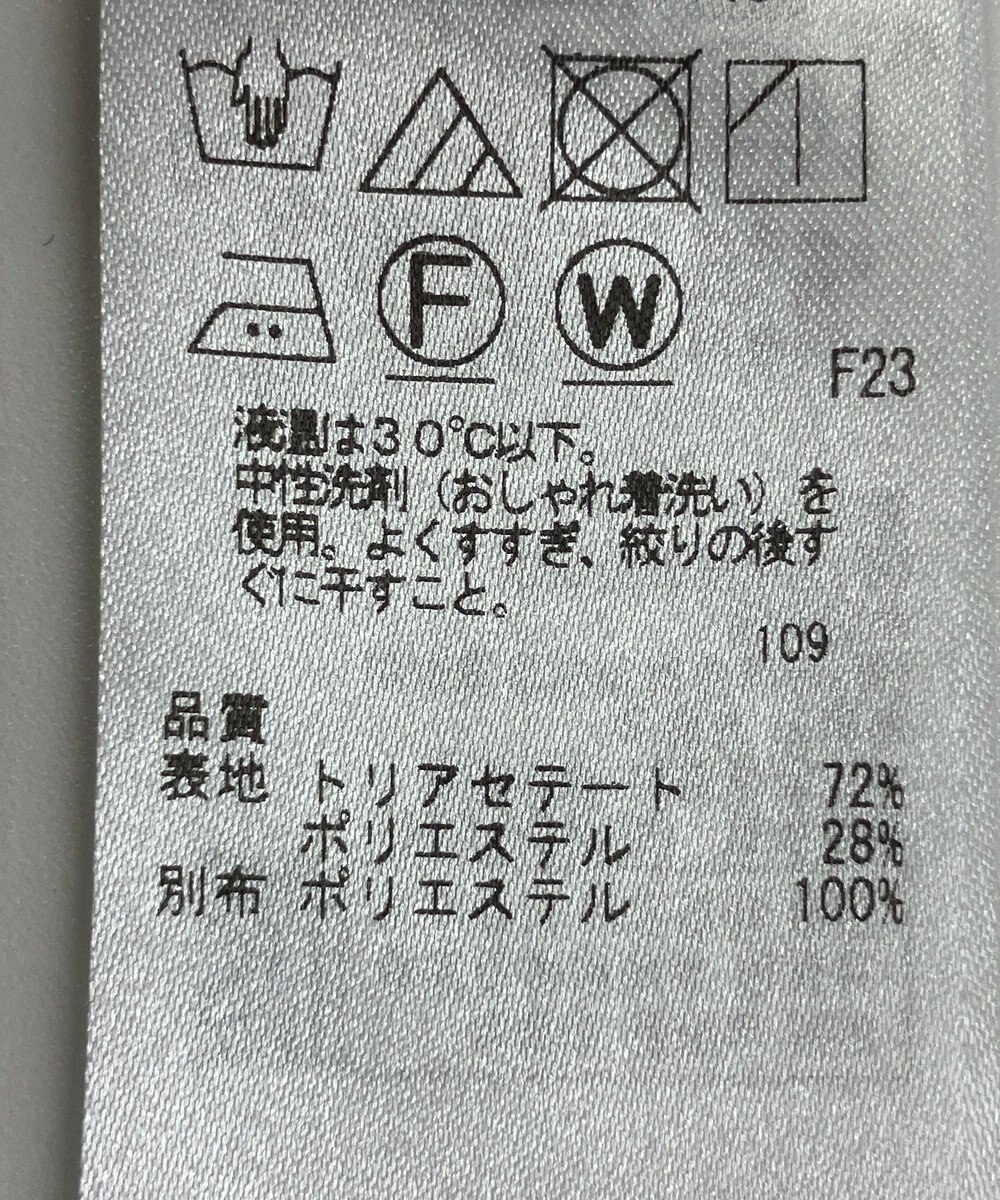 F
W
F23
液温は30℃以下。
中性洗剤（おしゃれ着洗い）を
使用。よくすすぎ、絞りの後す
ぐに干すこと。
109
品質
表地 トリアセテート 72%
ポリエステル 28%
別布 ポリエステル 100%